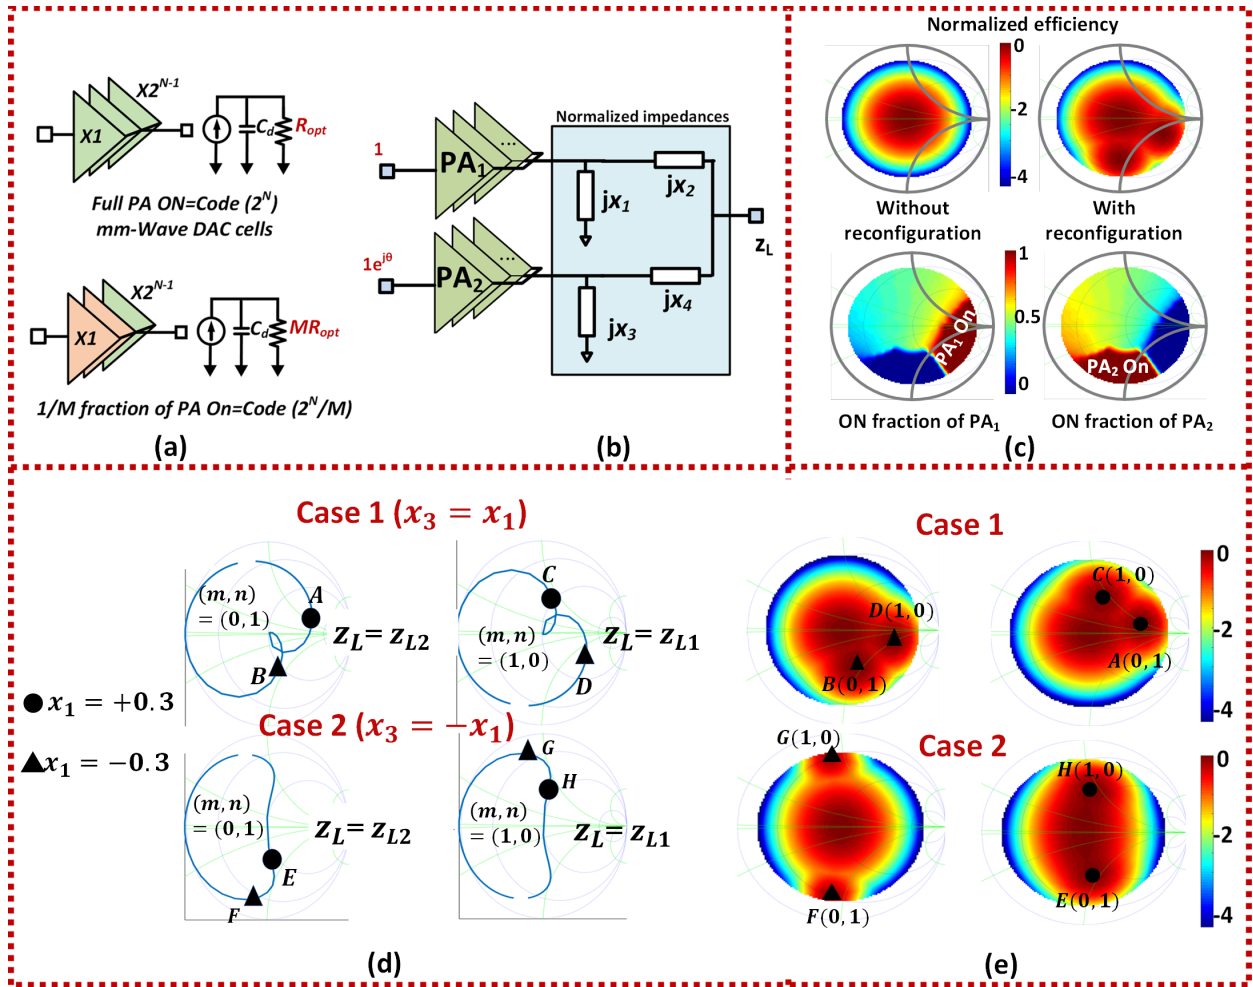 X2ᴺ⁻¹
X1
C_d
R_opt
Full PA ON=Code (2ᴺ)
mm-Wave DAC cells
X2ᴺ⁻¹
X1
C_d
MR_opt
1/M fraction of PA On=Code (2ᴺ/M)
(a)
Normalized impedances
1
PA₁
...
jx₁
jx₂
z_L
1e^jθ
PA₂
...
jx₃
jx₄
(b)
Normalized efficiency
0
-2
-4
Without
reconfiguration
With
reconfiguration
PA₁ On
1
0.5
0
PA₂ On
ON fraction of PA₁
ON fraction of PA₂
(c)
Case 1 (x₃ = x₁)
(m, n)
= (0, 1)
A
B
z_L= z_L2
(m, n)
= (1, 0)
C
D
z_L= z_L1
● x₁ = +0.3
▲ x₁ = −0.3
Case 2 (x₃ = −x₁)
(m, n)
= (0, 1)
E
F
z_L= z_L2
(m, n)
= (1, 0)
G
H
z_L= z_L1
(d)
Case 1
D(1, 0)
B(0, 1)
C(1, 0)
A(0, 1)
0
-2
-4
Case 2
G(1, 0)
F(0, 1)
H(1, 0)
E(0, 1)
0
-2
-4
(e)